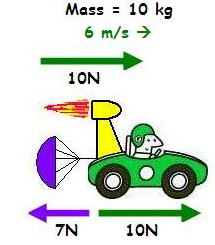 Mass = 10 kg
6 m/s →
10N
7N 10N